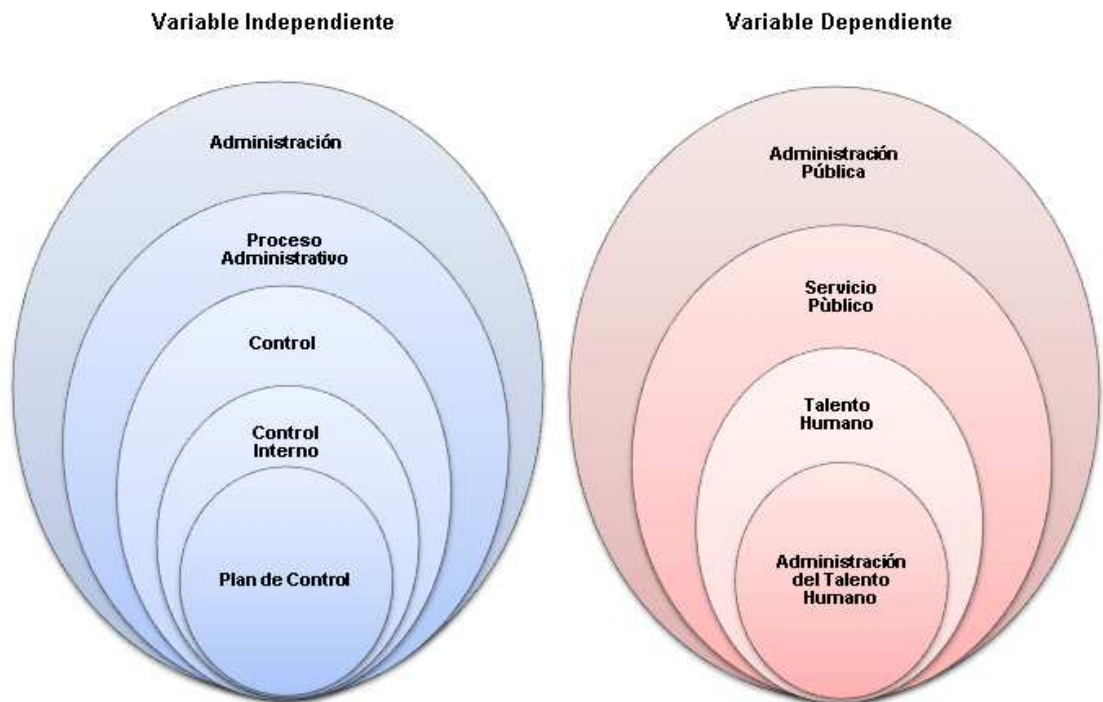 Variable Independiente
Administración
Proceso
Administrativo
Control
Control
Interno
Plan de Control
Variable Dependiente
Administración
Pública
Servicio
Pùblico
Talento
Humano
Administración
del Talento
Humano